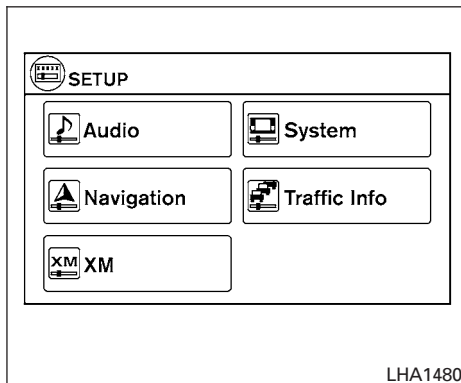 SETUP
Audio
System
Navigation
Traffic Info
XM XM
LHA1480